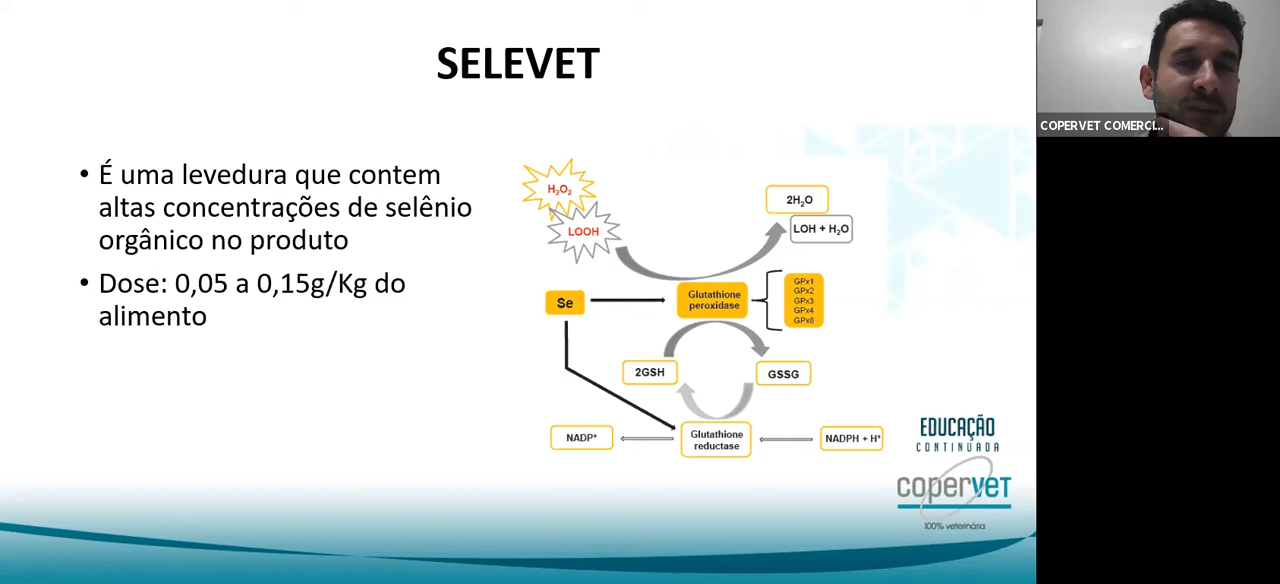 SELEVET
• É uma levedura que contem
altas concentrações de selênio
orgânico no produto
• Dose: 0,05 a 0,15g/Kg do
alimento
H₂O₂
LOOH
2H₂O
LOH + H₂O
Se
Glutathione
peroxidase
GPx1
GPx2
GPx3
GPx4
GPx6
2GSH
GSSG
NADP⁺
Glutathione
reductase
NADPH + H⁺
EDUCAÇÃO
CONTINUADA
copervet
100% veterinária
COPERVET COMERCI...